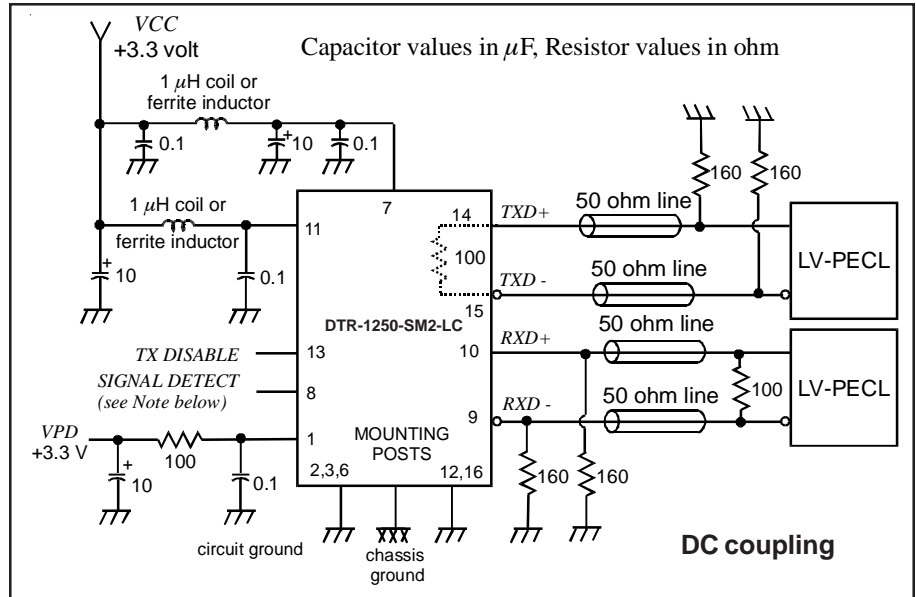 VCC
+3.3 volt
Capacitor values in µF, Resistor values in ohm
1 µH coil or
ferrite inductor
0.1
+
10
0.1
160
160
1 µH coil or
ferrite inductor
7
11
14
TXD+
50 ohm line
100
LV-PECL
+
10
0.1
TXD -
50 ohm line
15
DTR-1250-SM2-LC
TX DISABLE
13
10
RXD+
50 ohm line
SIGNAL DETECT
(see Note below)
8
100
LV-PECL
9
RXD -
50 ohm line
VPD
+3.3 V
100
1
MOUNTING
POSTS
+
10
0.1
2,3,6
12,16
160
160
circuit ground
chassis
ground
DC coupling